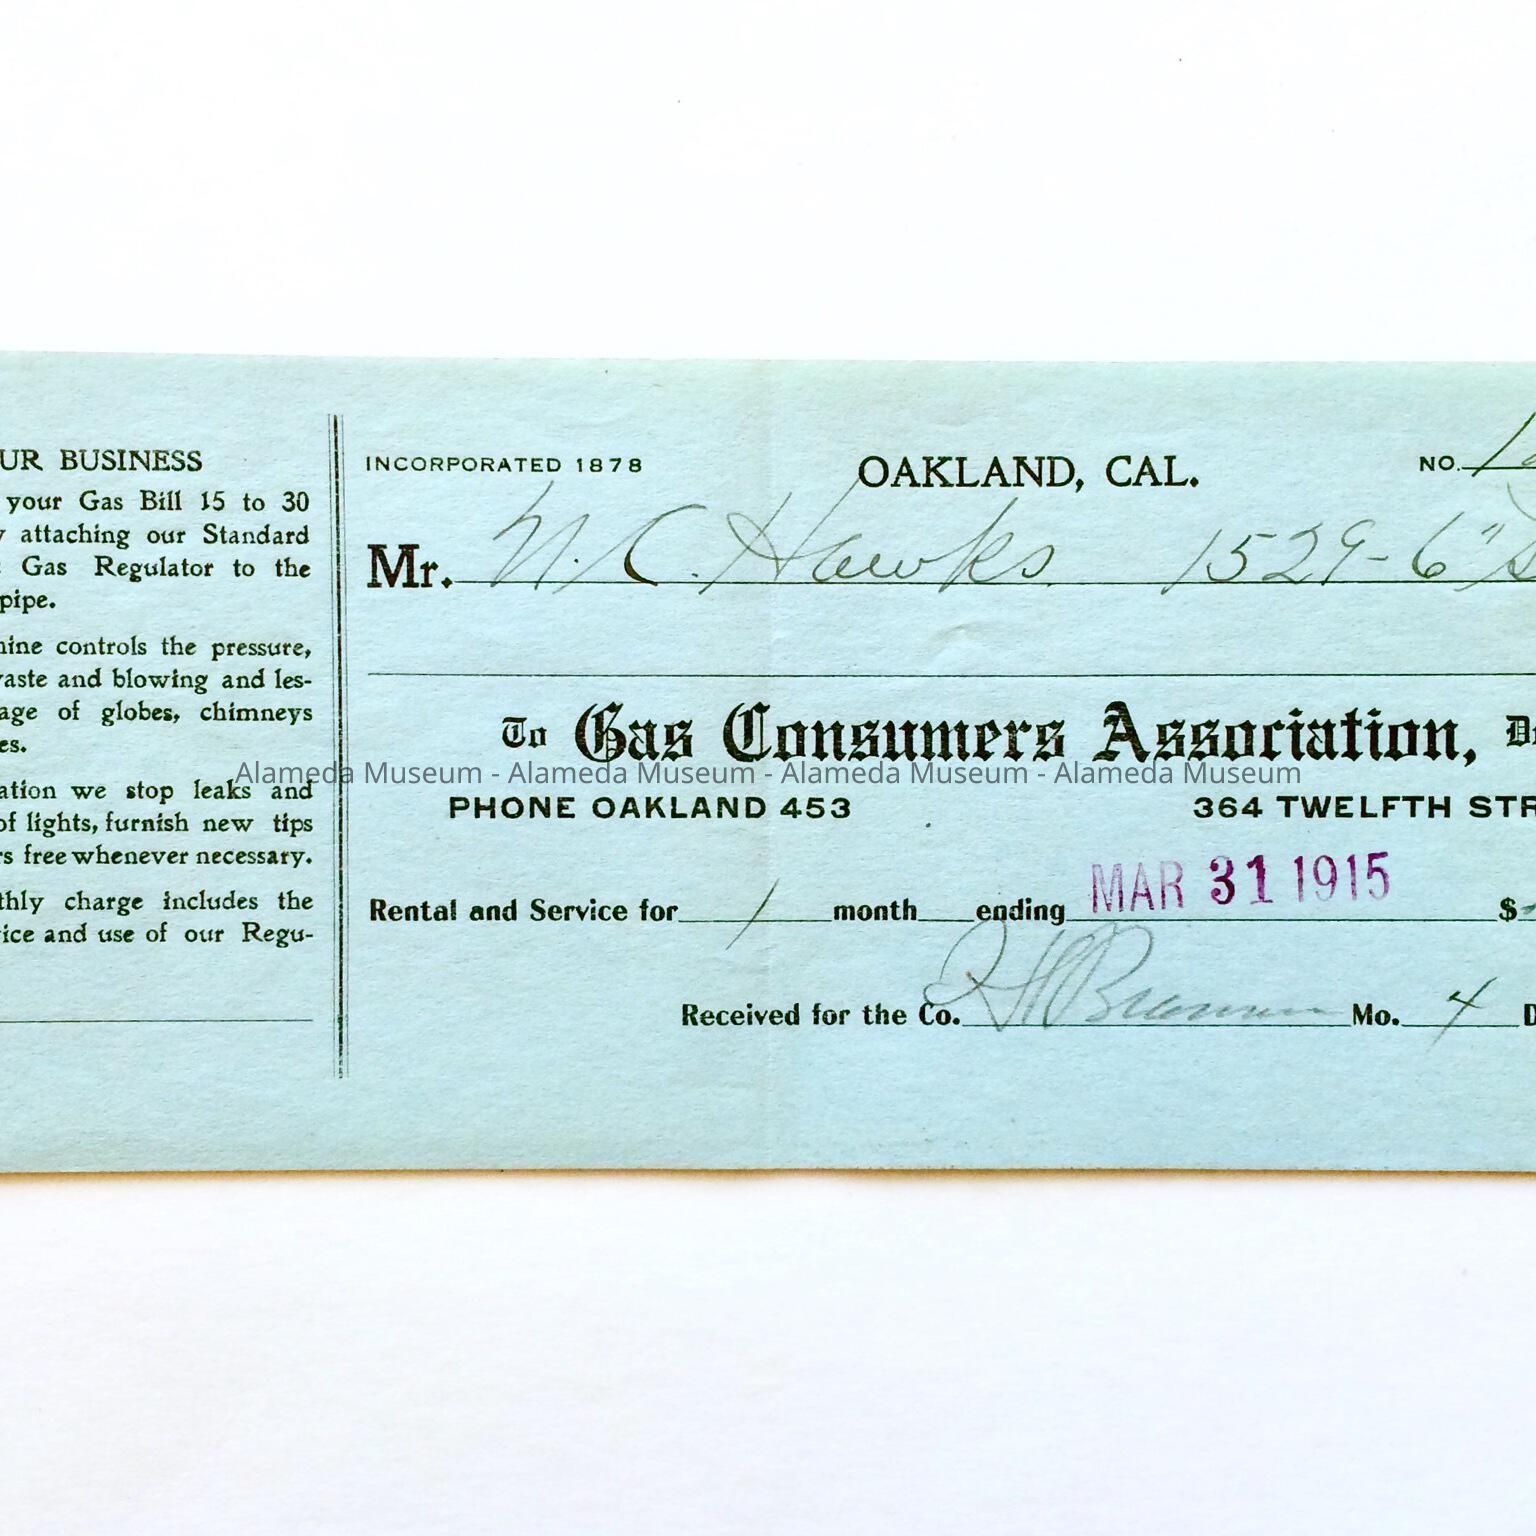 UR BUSINESS
your Gas Bill 15 to 30
attaching our Standard
Gas Regulator to the
pipe.
hine controls the pressure,
aste and blowing and les-
age of globes, chimneys
es.
ation we stop leaks and
of lights, furnish new tips
rs free whenever necessary.
thly charge includes the
ice and use of our Regu-
INCORPORATED 1878
OAKLAND, CAL.
NO.
Mr. N. C. Hawks 1529-6"
To Gas Consumers Association,
Alameda Museum - Alameda Museum - Alameda Museum - Alameda Museum
PHONE OAKLAND 453
364 TWELFTH STR
Rental and Service for 1 month ending MAR 31 1915 $
Received for the Co. Mo. 4